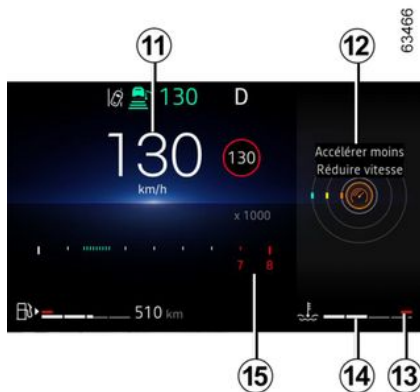 63466
11
12
130
D
130
km/h
130
Accélérer moins
Réduire vitesse
x 1000
7 8
510 km
15
14
13